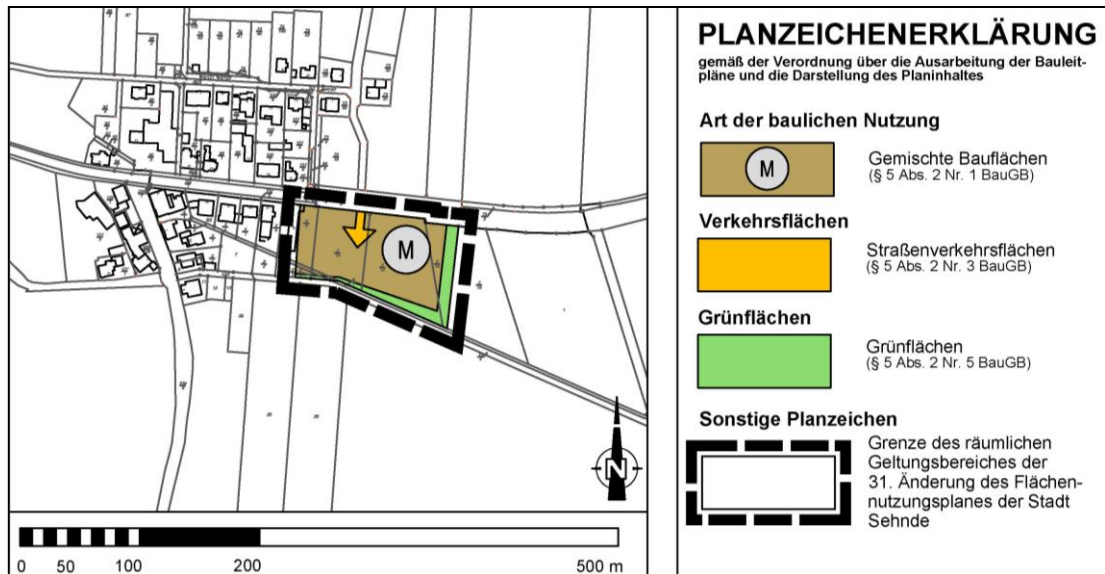 M
N
0 50 100 200 500 m
PLANZEICHENERKLÄRUNG
gemäß der Verordnung über die Ausarbeitung der Bauleit-
pläne und die Darstellung des Planinhaltes
Art der baulichen Nutzung
M
Gemischte Bauflächen
(§ 5 Abs. 2 Nr. 1 BauGB)
Verkehrsflächen
Straßenverkehrsflächen
(§ 5 Abs. 2 Nr. 3 BauGB)
Grünflächen
Grünflächen
(§ 5 Abs. 2 Nr. 5 BauGB)
Sonstige Planzeichen
Grenze des räumlichen
Geltungsbereiches der
31. Änderung des Flächen-
nutzungsplanes der Stadt
Sehnde